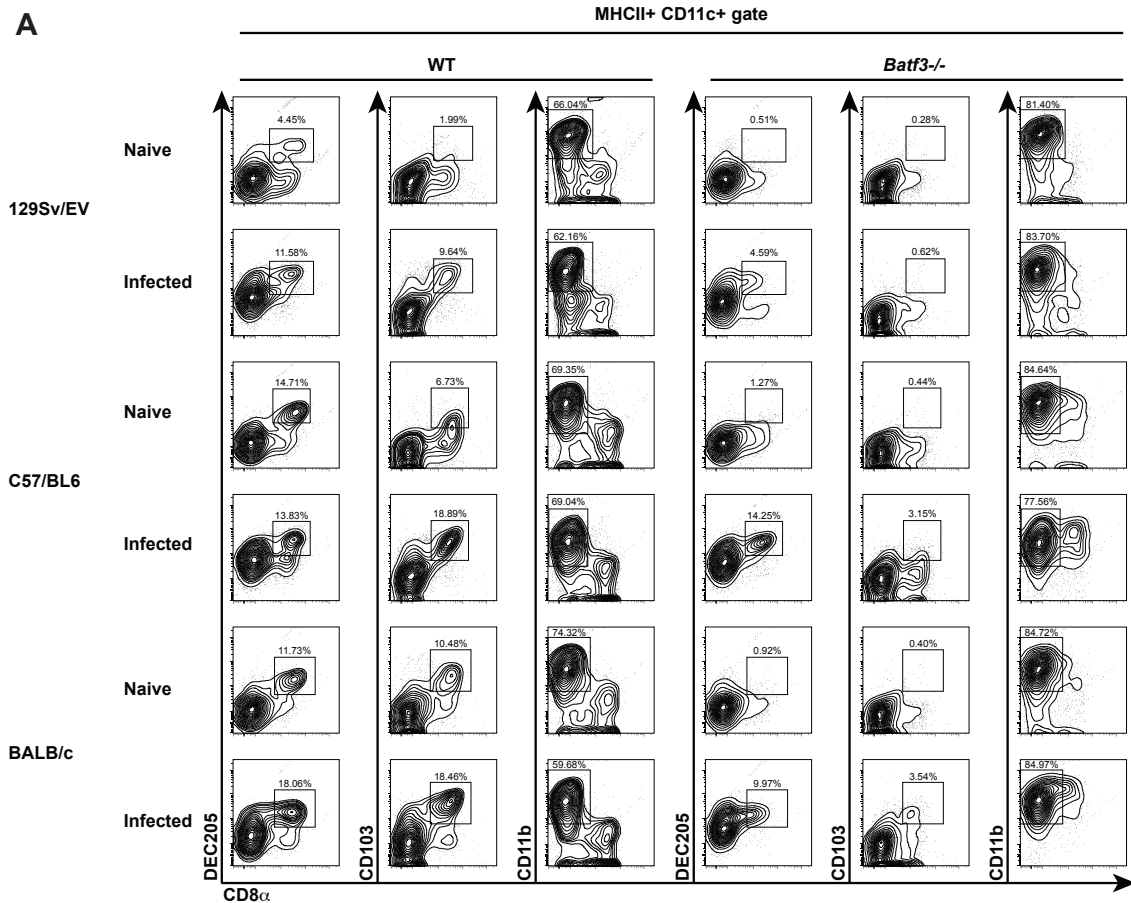 A
MHCII+ CD11c+ gate
WT
Batf3-/-
129Sv/EV
Naive
4.45%
1.99%
66.04%
0.51%
0.28%
81.40%
Infected
11.58%
9.64%
62.16%
4.59%
0.62%
83.70%
C57/BL6
Naive
14.71%
6.73%
69.35%
1.27%
0.44%
84.64%
Infected
13.83%
18.89%
69.04%
14.25%
3.15%
77.56%
BALB/c
Naive
11.73%
10.48%
74.32%
0.92%
0.40%
84.72%
Infected
18.06%
18.46%
59.68%
9.97%
3.54%
84.97%
DEC205
CD103
CD11b
DEC205
CD103
CD11b
CD8α